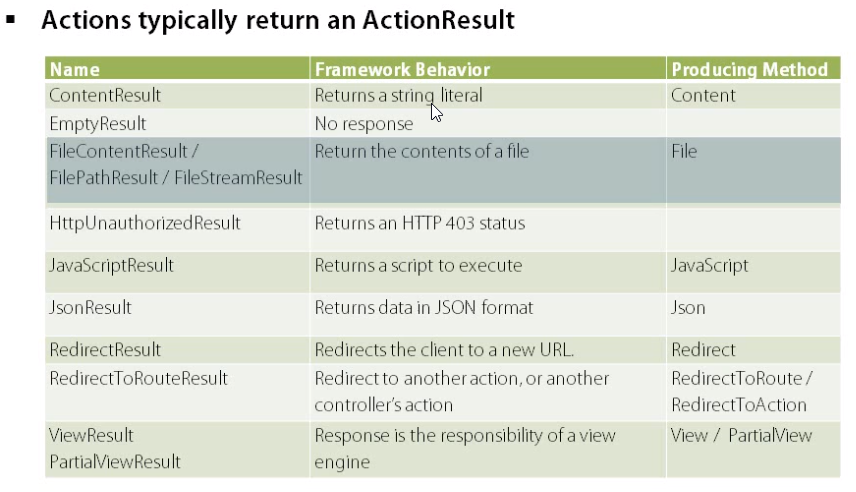 ▪ Actions typically return an ActionResult
Name Framework Behavior Producing Method
ContentResult Returns a string literal Content
EmptyResult No response
FileContentResult / Return the contents of a file File
FilePathResult / FileStreamResult
HttpUnauthorizedResult Returns an HTTP 403 status
JavaScriptResult Returns a script to execute JavaScript
JsonResult Returns data in JSON format Json
RedirectResult Redirects the client to a new URL. Redirect
RedirectToRouteResult Redirect to another action, or another RedirectToRoute /
controller's action RedirectToAction
ViewResult Response is the responsibility of a view View / PartialView
PartialViewResult engine